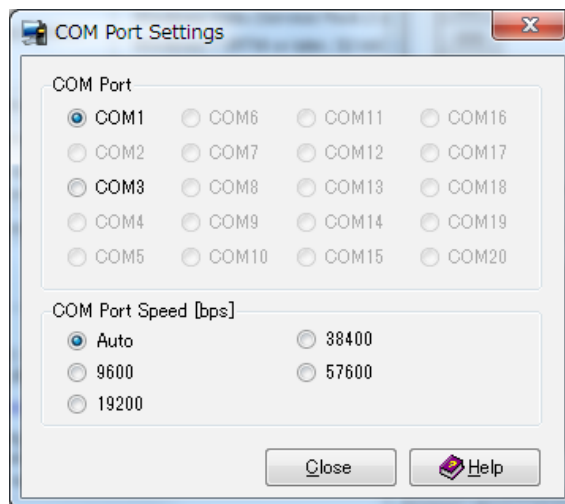 COM Port Settings
COM Port
COM1 COM6 COM11 COM16
COM2 COM7 COM12 COM17
COM3 COM8 COM13 COM18
COM4 COM9 COM14 COM19
COM5 COM10 COM15 COM20
COM Port Speed [bps]
Auto 38400
9600 57600
19200
Close Help